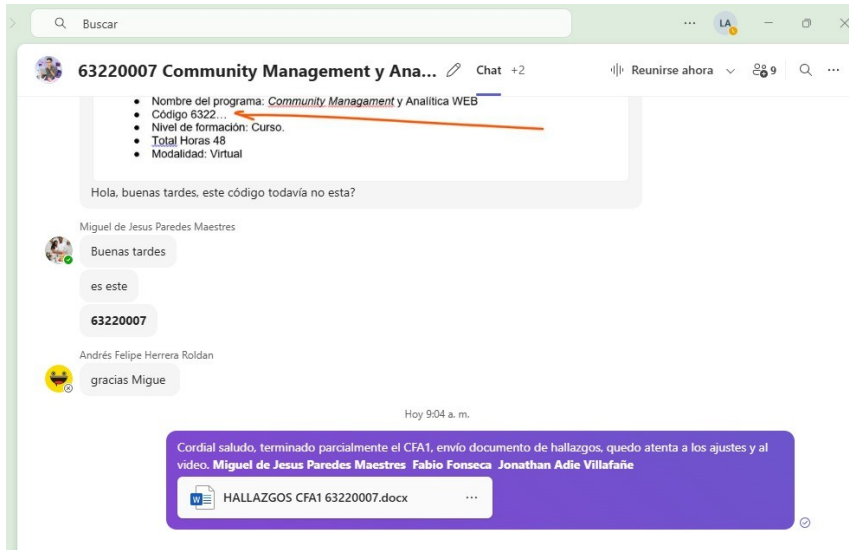 Buscar
LA
63220007 Community Management y Ana...
Chat +2
Reunirse ahora
9
Nombre del programa: Community Managament y Analítica WEB
Código 6322...
Nivel de formación: Curso.
Total Horas 48
Modalidad: Virtual
Hola, buenas tardes, este código todavía no esta?
Miguel de Jesus Paredes Maestres
Buenas tardes
es este
63220007
Andrés Felipe Herrera Roldan
gracias Migue
Hoy 9:04 a. m.
Cordial saludo, terminado parcialmente el CFA1, envío documento de hallazgos, quedo atenta a los ajustes y al
video. Miguel de Jesus Paredes Maestres Fabio Fonseca Jonathan Adie Villafañe
HALLAZGOS CFA1 63220007.docx